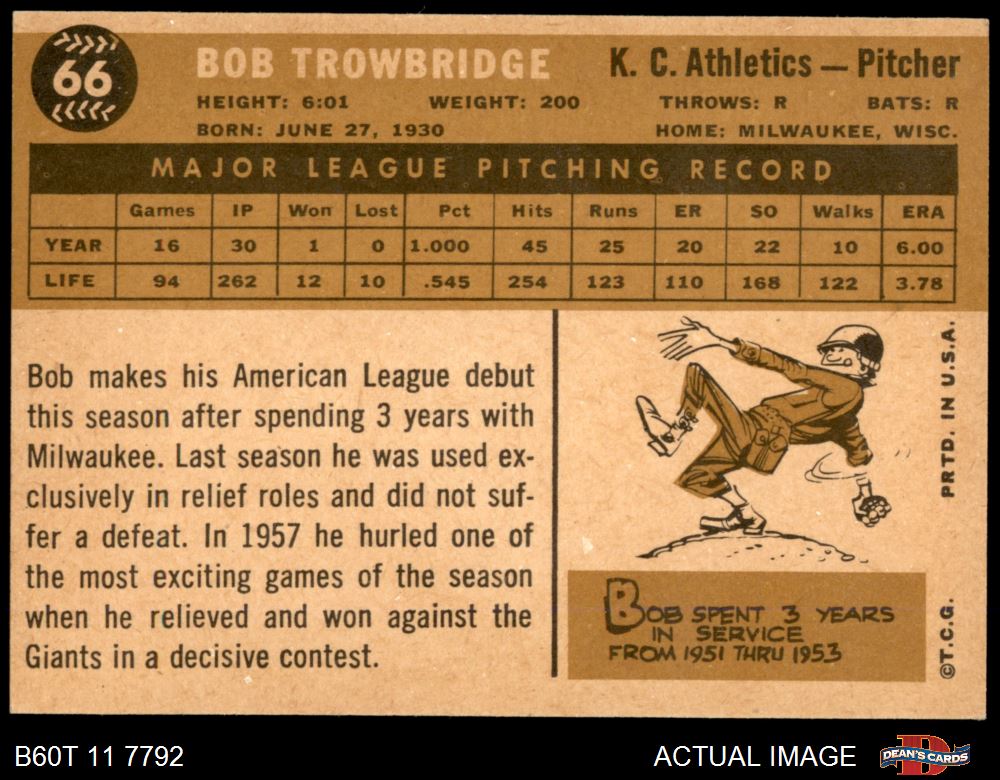 66
BOB TROWBRIDGE
K. C. Athletics — Pitcher
HEIGHT: 6:01 WEIGHT: 200 THROWS: R BATS: R
BORN: JUNE 27, 1930 HOME: MILWAUKEE, WISC.
MAJOR LEAGUE PITCHING RECORD
Games IP Won Lost Pct Hits Runs ER SO Walks ERA
YEAR 16 30 1 0 1.000 45 25 20 22 10 6.00
LIFE 94 262 12 10 .545 254 123 110 168 122 3.78
Bob makes his American League debut
this season after spending 3 years with
Milwaukee. Last season he was used ex-
clusively in relief roles and did not suf-
fer a defeat. In 1957 he hurled one of
the most exciting games of the season
when he relieved and won against the
Giants in a decisive contest.
BOB SPENT 3 YEARS
IN SERVICE
FROM 1951 THRU 1953
PRTD. IN U.S.A.
©T.C.G.
B60T 11 7792
ACTUAL IMAGE
DEAN'S CARDS